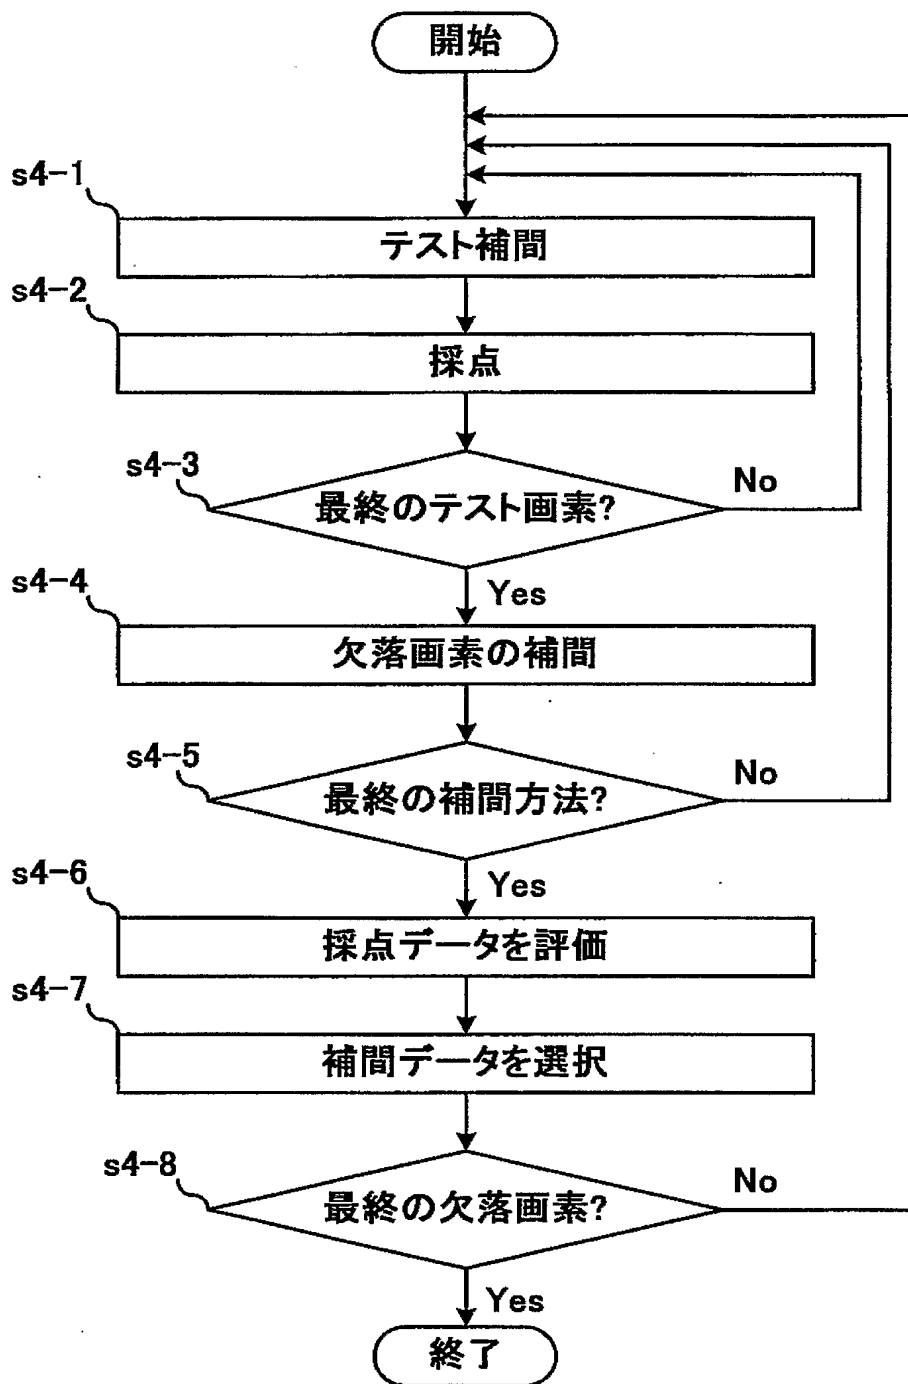 開始
s4-1
テスト補間
s4-2
採点
s4-3
最終のテスト画素?
No
Yes
s4-4
欠落画素の補間
s4-5
最終の補間方法?
No
Yes
s4-6
採点データを評価
s4-7
補間データを選択
s4-8
最終の欠落画素?
No
Yes
終了